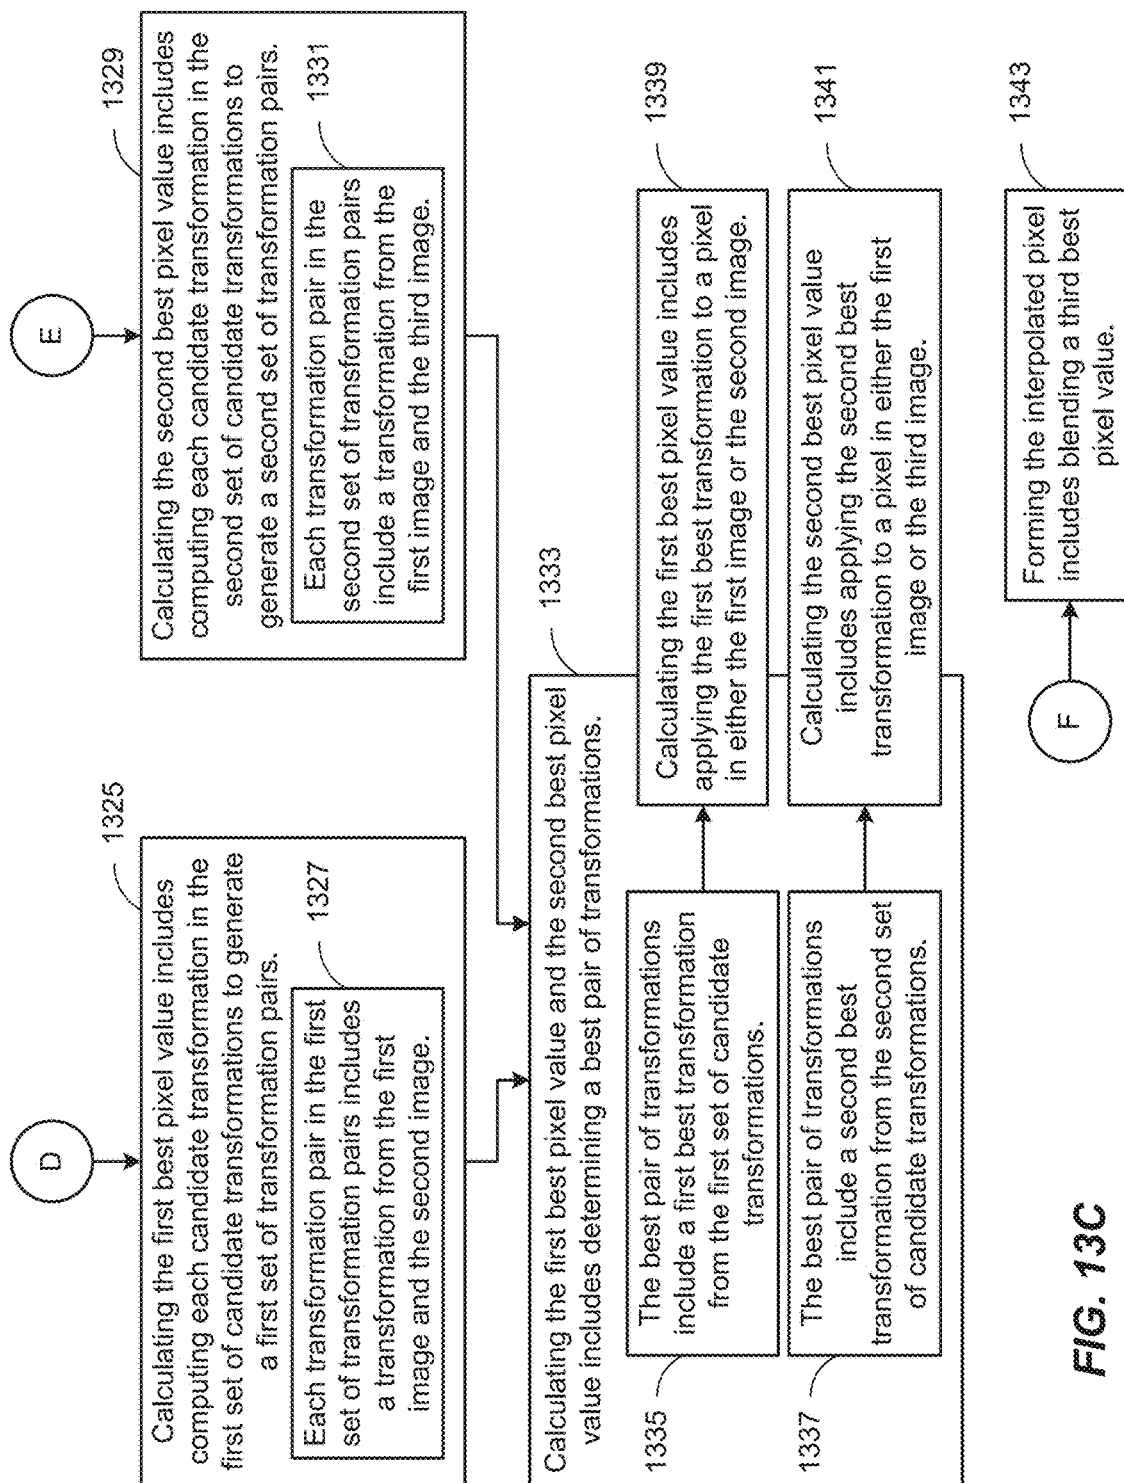 D
1325
Calculating the first best pixel value includes
computing each candidate transformation in the
first set of candidate transformations to generate
a first set of transformation pairs.
1327
Each transformation pair in the first
set of transformation pairs includes
a transformation from the first
image and the second image.
E
1329
Calculating the second best pixel value includes
computing each candidate transformation in the
second set of candidate transformations to
generate a second set of transformation pairs.
1331
Each transformation pair in the
second set of transformation pairs
include a transformation from the
first image and the third image.
1333
Calculating the first best pixel value and the second best pixel
value includes determining a best pair of transformations.
1335
The best pair of transformations
include a first best transformation
from the first set of candidate
transformations.
1339
Calculating the first best pixel value includes
applying the first best transformation to a pixel
in either the first image or the second image.
1337
The best pair of transformations
include a second best
transformation from the second set
of candidate transformations.
1341
Calculating the second best pixel value
includes applying the second best
transformation to a pixel in either the first
image or the third image.
F
1343
Forming the interpolated pixel
includes blending a third best
pixel value.
FIG. 13C